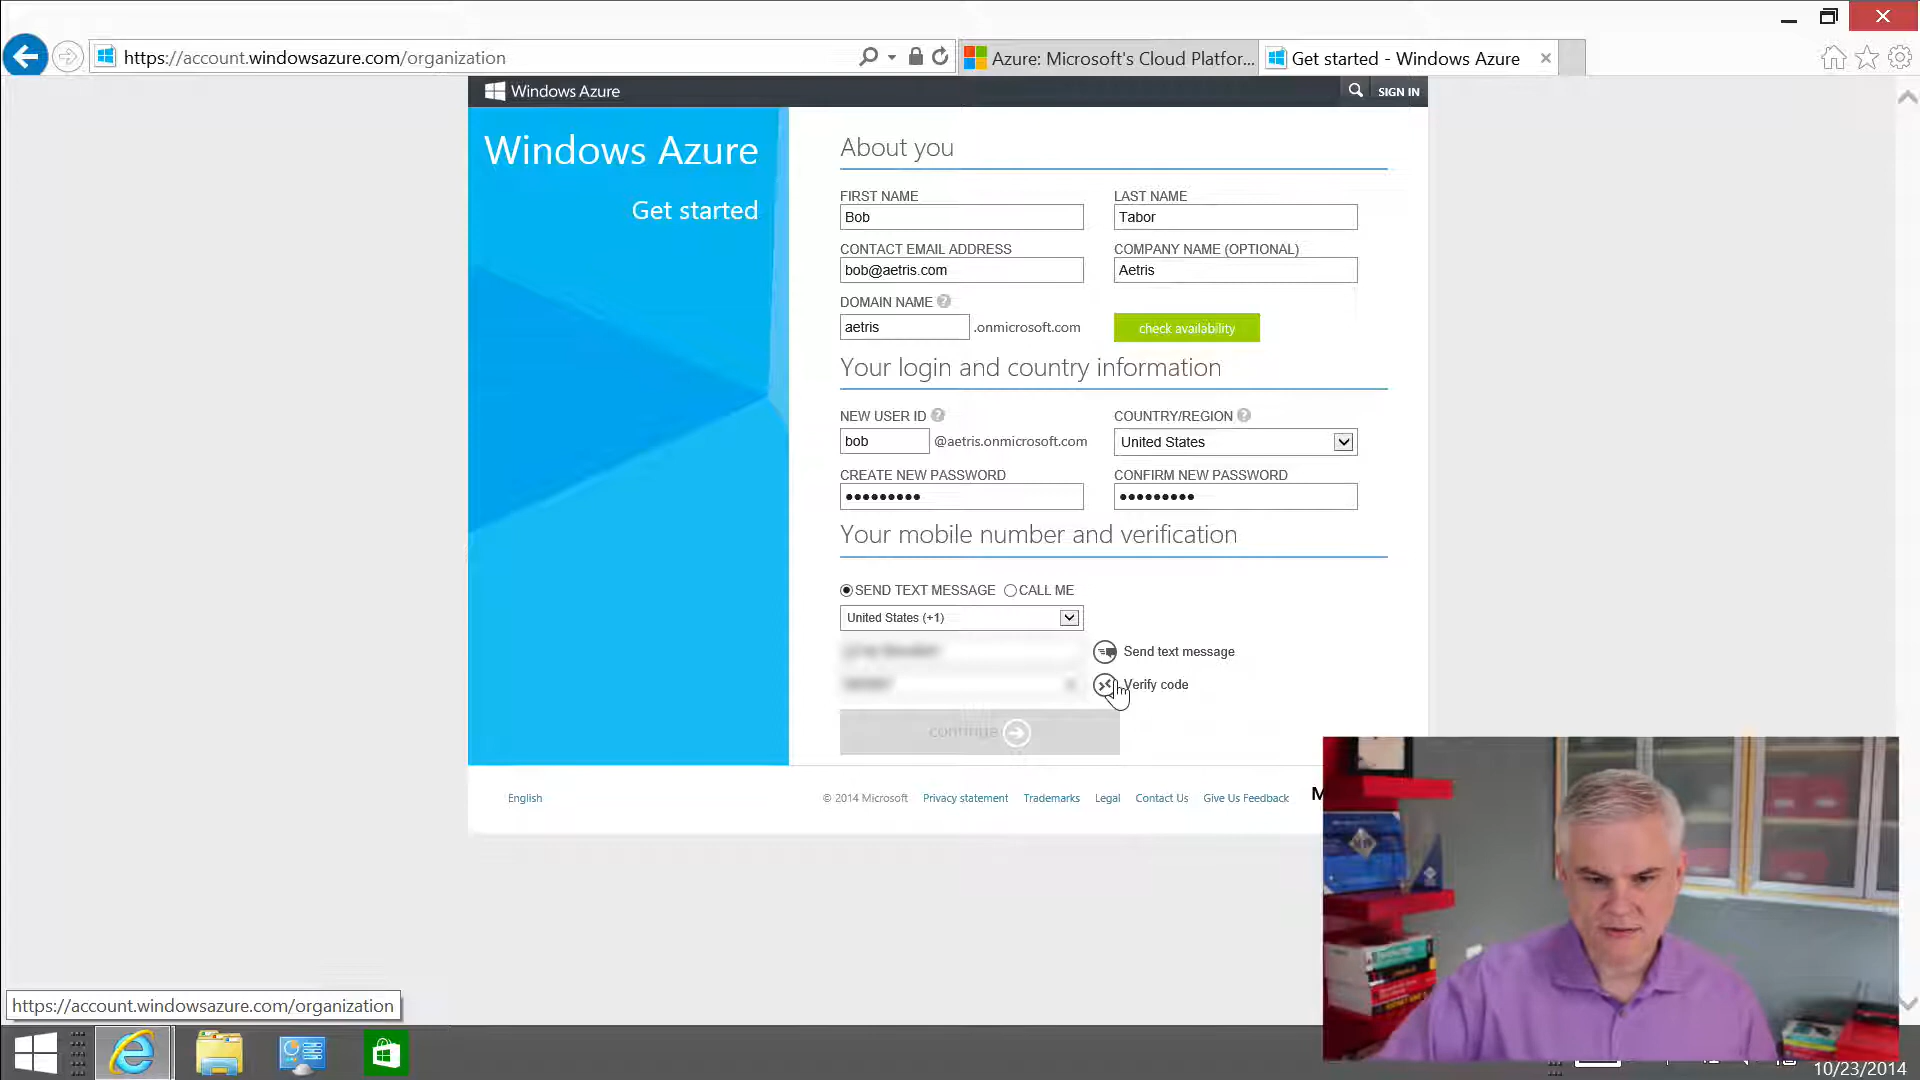 https://account.windowsazure.com/organization
Azure: Microsoft's Cloud Platfor...
Get started - Windows Azure
Windows Azure
SIGN IN
Windows Azure
Get started
About you
FIRST NAME
LAST NAME
Bob
Tabor
CONTACT EMAIL ADDRESS
COMPANY NAME (OPTIONAL)
bob@aetris.com
Aetris
DOMAIN NAME
aetris
.onmicrosoft.com
check availability
Your login and country information
NEW USER ID
COUNTRY/REGION
bob
@aetris.onmicrosoft.com
United States
CREATE NEW PASSWORD
CONFIRM NEW PASSWORD
•••••••••
•••••••••
Your mobile number and verification
SEND TEXT MESSAGE
CALL ME
United States (+1)
Send text message
Verify code
continue
English
© 2014 Microsoft
Privacy statement
Trademarks
Legal
Contact Us
Give Us Feedback
M
https://account.windowsazure.com/organization
10/23/2014